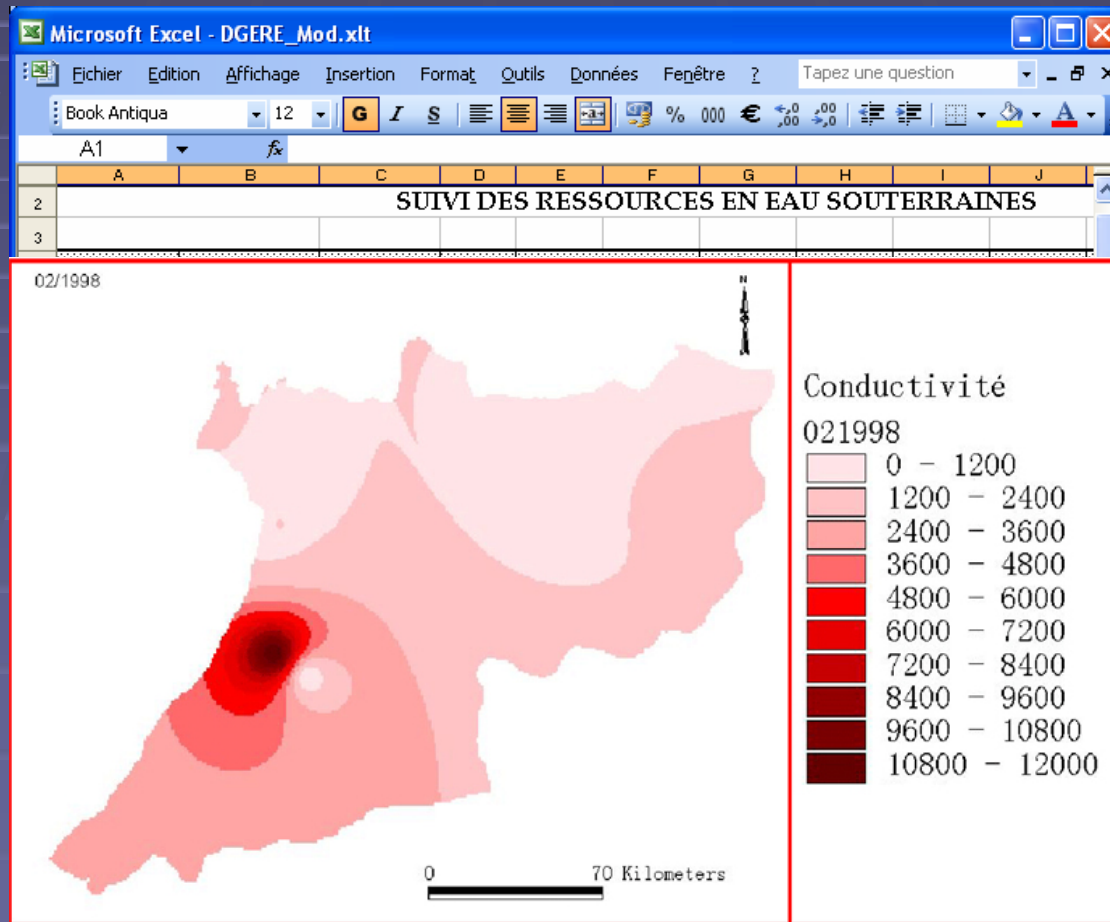 Microsoft Excel - DGERE_Mod.xlt
Fichier Edition Affichage Insertion Format Outils Données Fenêtre ? Tapez une question
Book Antiqua 12 G I S % 000 €
A1 fx
A B C D E F G H I J
2 SUIVI DES RESSOURCES EN EAU SOUTERRAINES
3
02/1998
N
Conductivité
021998
0 - 1200
1200 - 2400
2400 - 3600
3600 - 4800
4800 - 6000
6000 - 7200
7200 - 8400
8400 - 9600
9600 - 10800
10800 - 12000
0 70 Kilometers